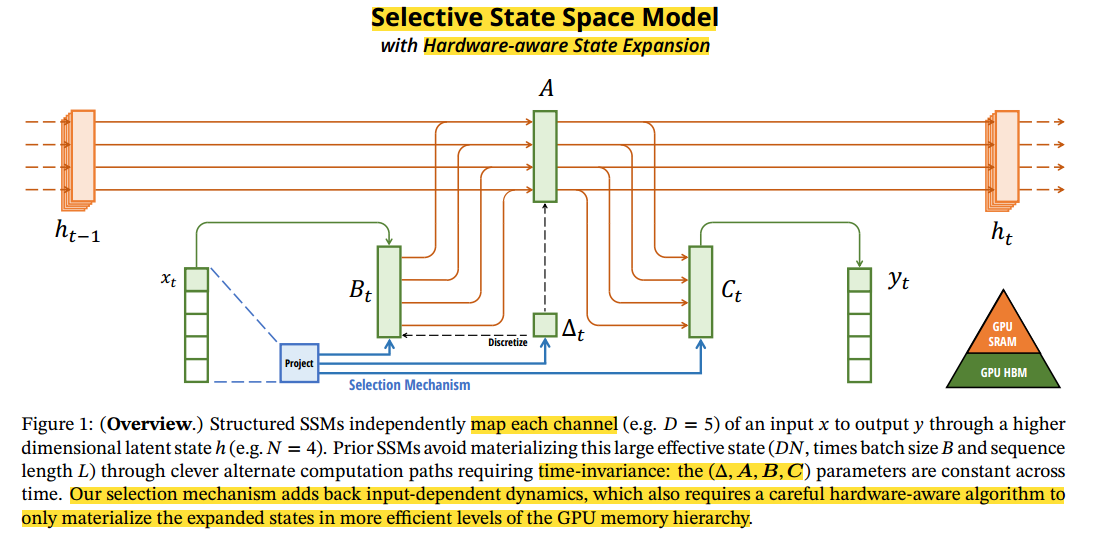 Selective State Space Model
with Hardware-aware State Expansion
A
h_{t−1}
h_t
x_t
B_t
C_t
y_t
Δ_t
Discretize
Project
Selection Mechanism
GPU
SRAM
GPU HBM
Figure 1: (Overview.) Structured SSMs independently map each channel (e.g. D = 5) of an input x to output y through a higher
dimensional latent state h (e.g. N = 4). Prior SSMs avoid materializing this large effective state (DN, times batch size B and sequence
length L) through clever alternate computation paths requiring time-invariance: the (Δ, A, B, C) parameters are constant across
time. Our selection mechanism adds back input-dependent dynamics, which also requires a careful hardware-aware algorithm to
only materialize the expanded states in more efficient levels of the GPU memory hierarchy.